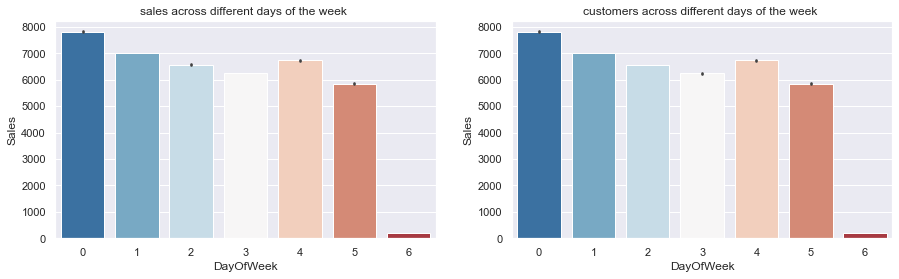 sales across different days of the week
8000
7000
6000
5000
4000
3000
2000
1000
0
Sales
0 1 2 3 4 5 6
DayOfWeek
customers across different days of the week
8000
7000
6000
5000
4000
3000
2000
1000
0
Sales
0 1 2 3 4 5 6
DayOfWeek